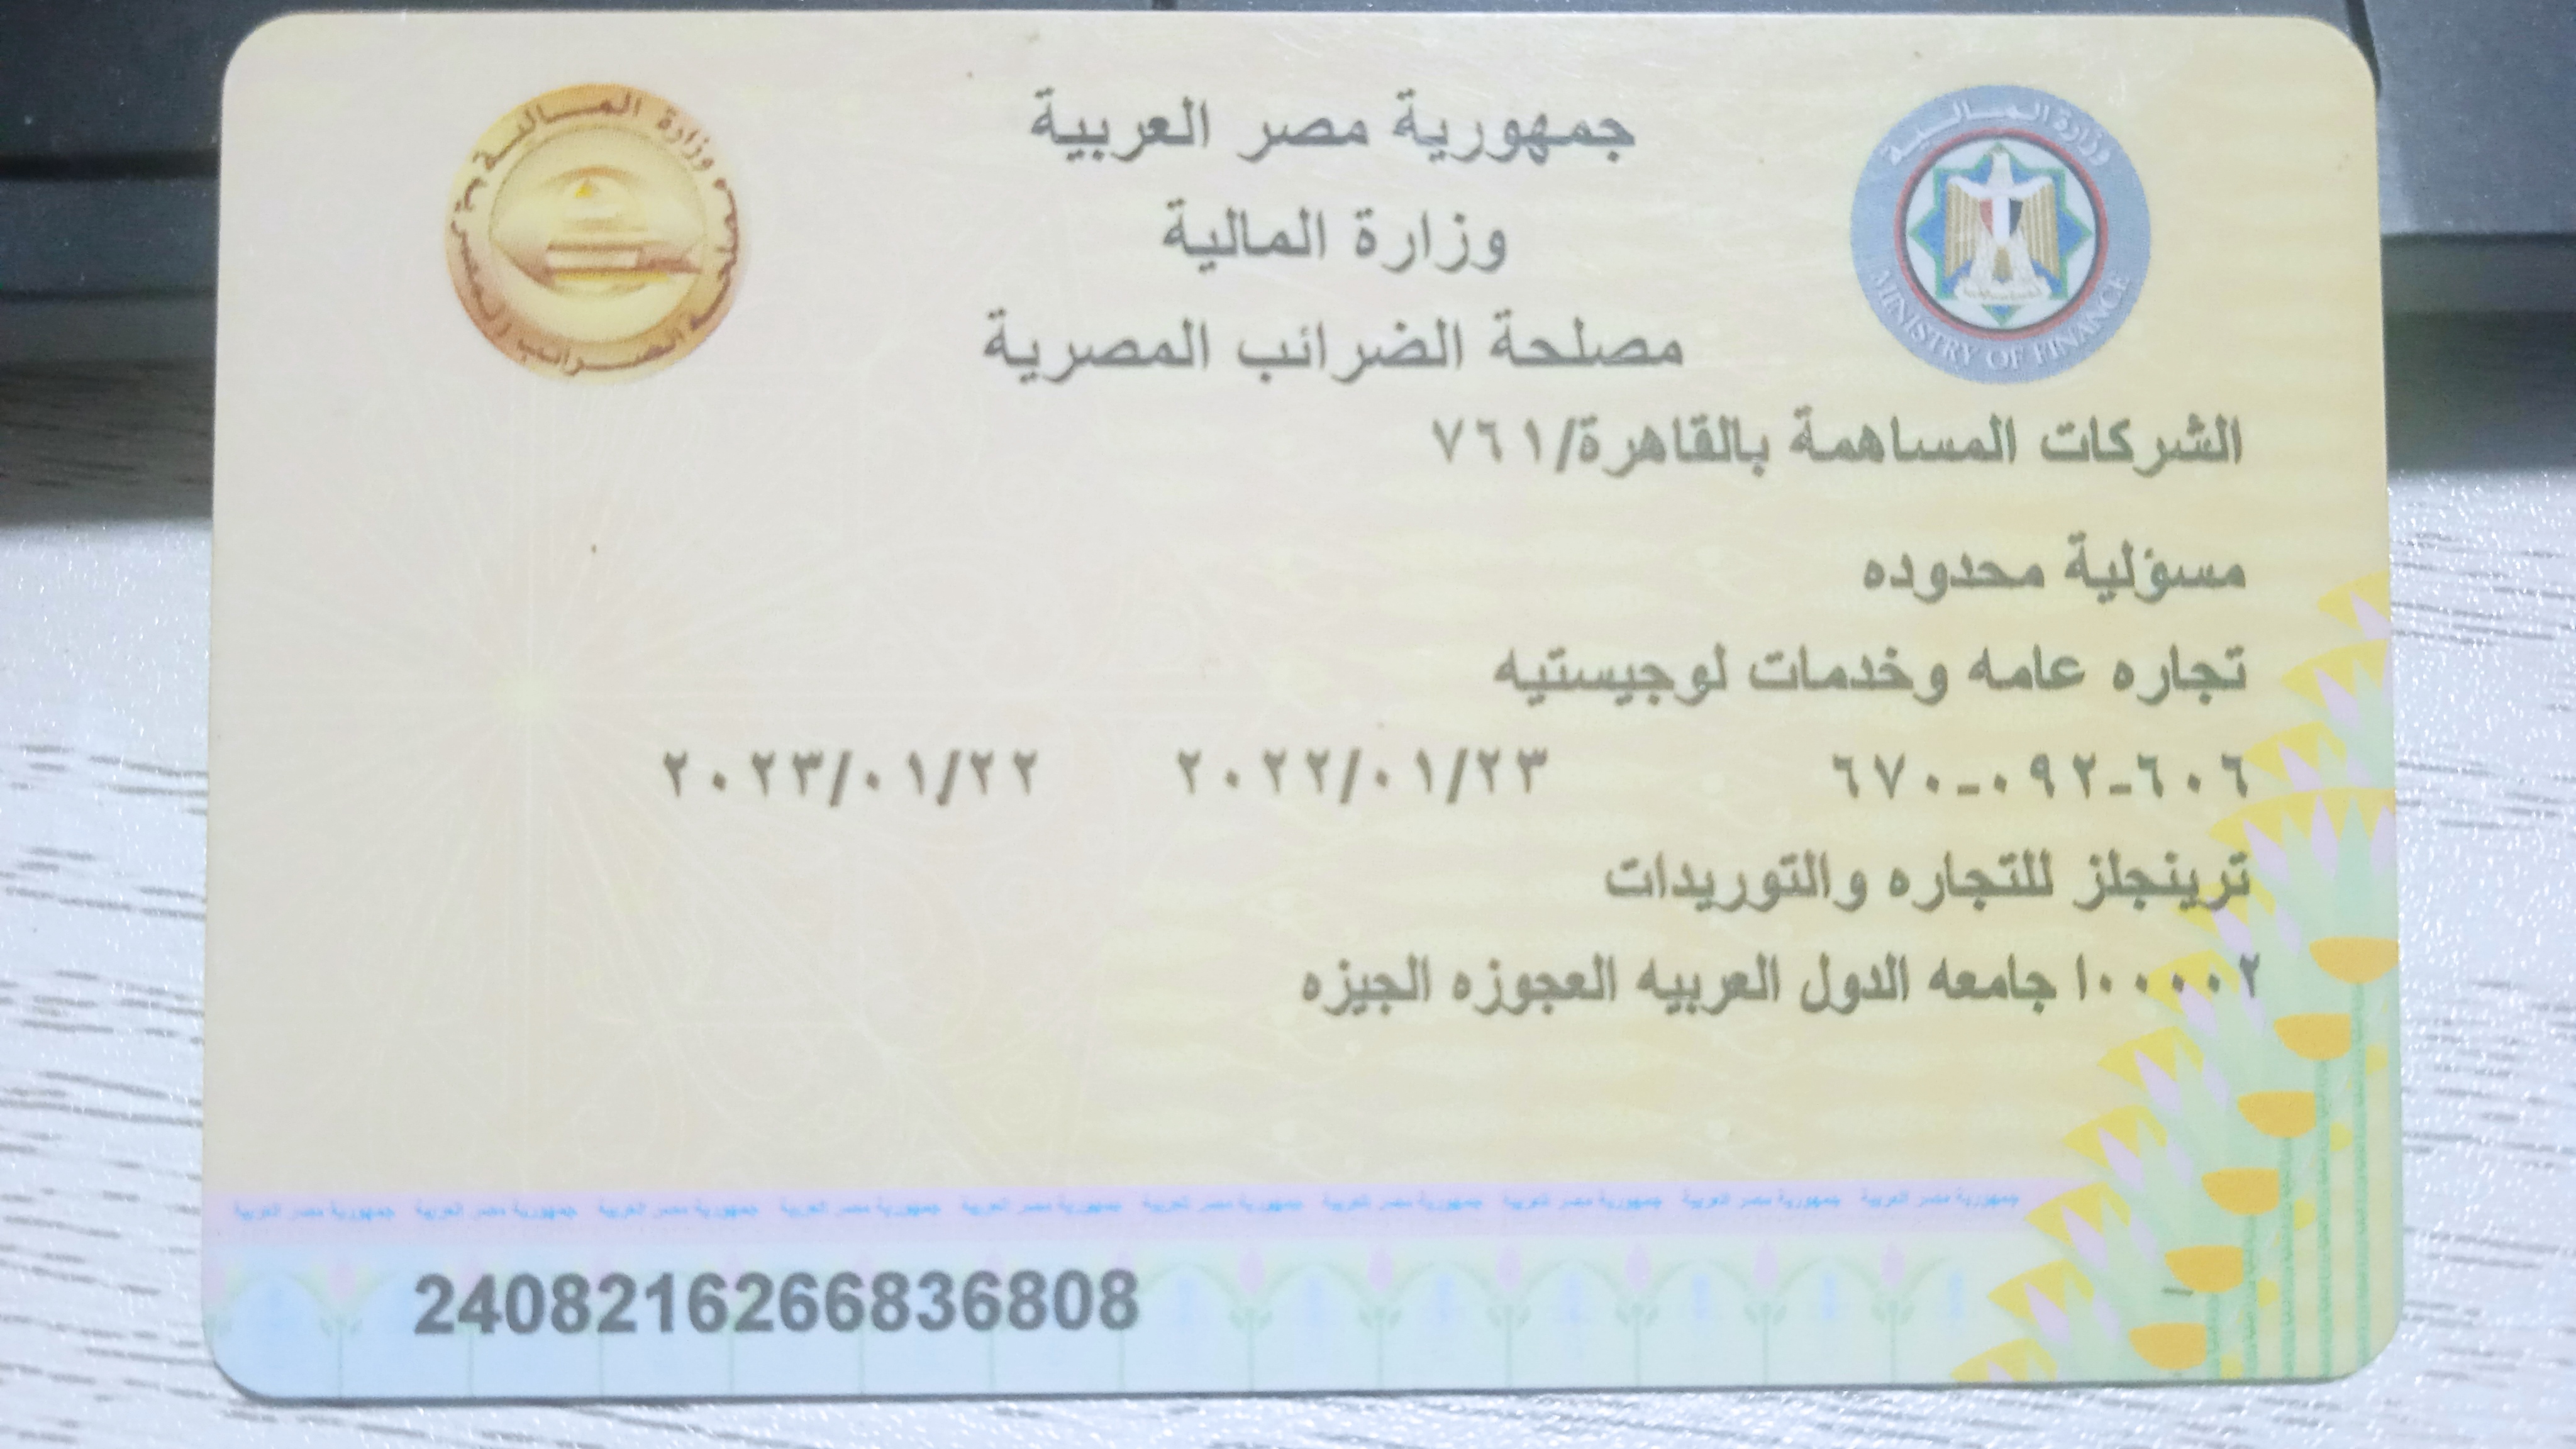 جمهورية مصر العربية
وزارة المالية
مصلحة الضرائب المصرية
وزارة المالية
MINISTRY OF FINANCE
وزارة المالية
مصلحة الضرائب المصرية
الشركات المساهمة بالقاهرة/٧٦١
مسؤلية محدوده
تجاره عامه وخدمات لوجيستيه
٦٧٠-٠٩٢-٦٠٦ ٢٠٢٢/٠١/٢٣ ٢٠٢٣/٠١/٢٢
ترينجلز للتجاره والتوريدات
١٠٠٠٠٢ جامعه الدول العربيه العجوزه الجيزه
جمهورية مصر العربية جمهورية مصر العربية جمهورية مصر العربية جمهورية مصر العربية جمهورية مصر العربية جمهورية مصر العربية جمهورية مصر العربية جمهورية مصر العربية جمهورية مصر العربية جمهورية مصر العربية
2408216266836808